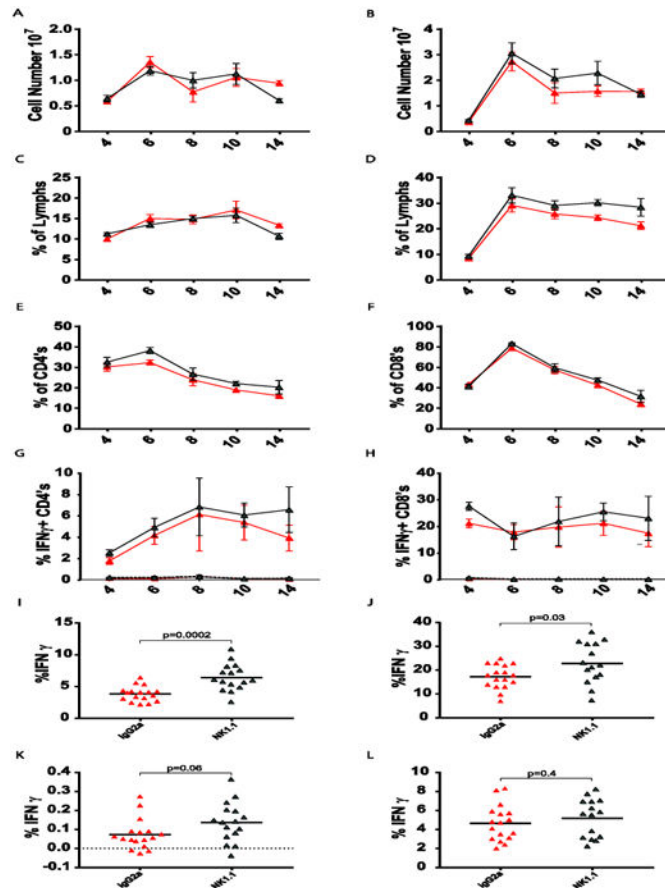 A
B
Cell Number 10⁷
1.5
1.0
0.5
0
4 6 8 10 14
Cell Number 10⁷
4
3
2
1
0
4 6 8 10 14
C
D
% of Lymphs
25
20
15
10
5
0
4 6 8 10 14
% of Lymphs
40
30
20
10
0
4 6 8 10 14
E
F
% of CD4's
50
40
30
20
10
0
4 6 8 10 14
% of CD8's
100
80
60
40
20
0
4 6 8 10 14
G
H
% IFNγ+ CD4's
10
8
6
4
2
0
4 6 8 10 14
% IFNγ+ CD8's
40
30
20
10
0
4 6 8 10 14
I
J
%IFN γ
15
10
5
0
p=0.0002
IgG2a
NK1.1
%IFN γ
40
30
20
10
0
p=0.03
IgG2a
NK1.1
K
L
% IFN γ
0.4
0.3
0.2
0.1
0.0
-0.1
p=0.06
IgG2a
NK1.1
% IFN γ
10
8
6
4
2
0
p=0.4
IgG2a
NK1.1